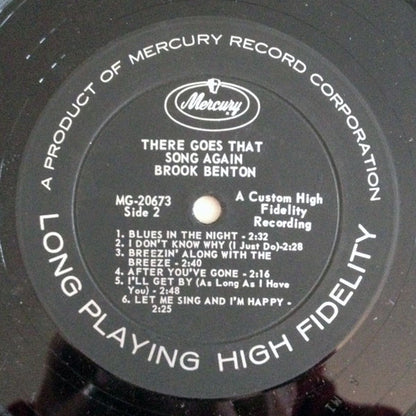 A PRODUCT OF MERCURY RECORD CORPORATION
Mercury
THERE GOES THAT
SONG AGAIN
BROOK BENTON
MG-20673
Side 2
A Custom High
Fidelity
Recording
1. BLUES IN THE NIGHT - 2:32
2. I DON'T KNOW WHY (I Just Do)-2:28
3. BREEZIN' ALONG WITH THE
BREEZE - 2:40
4. AFTER YOU'VE GONE - 2:16
5. I'LL GET BY (As Long As I Have
You) - 2:48
6. LET ME SING AND I'M HAPPY -
2:25
LONG PLAYING HIGH FIDELITY